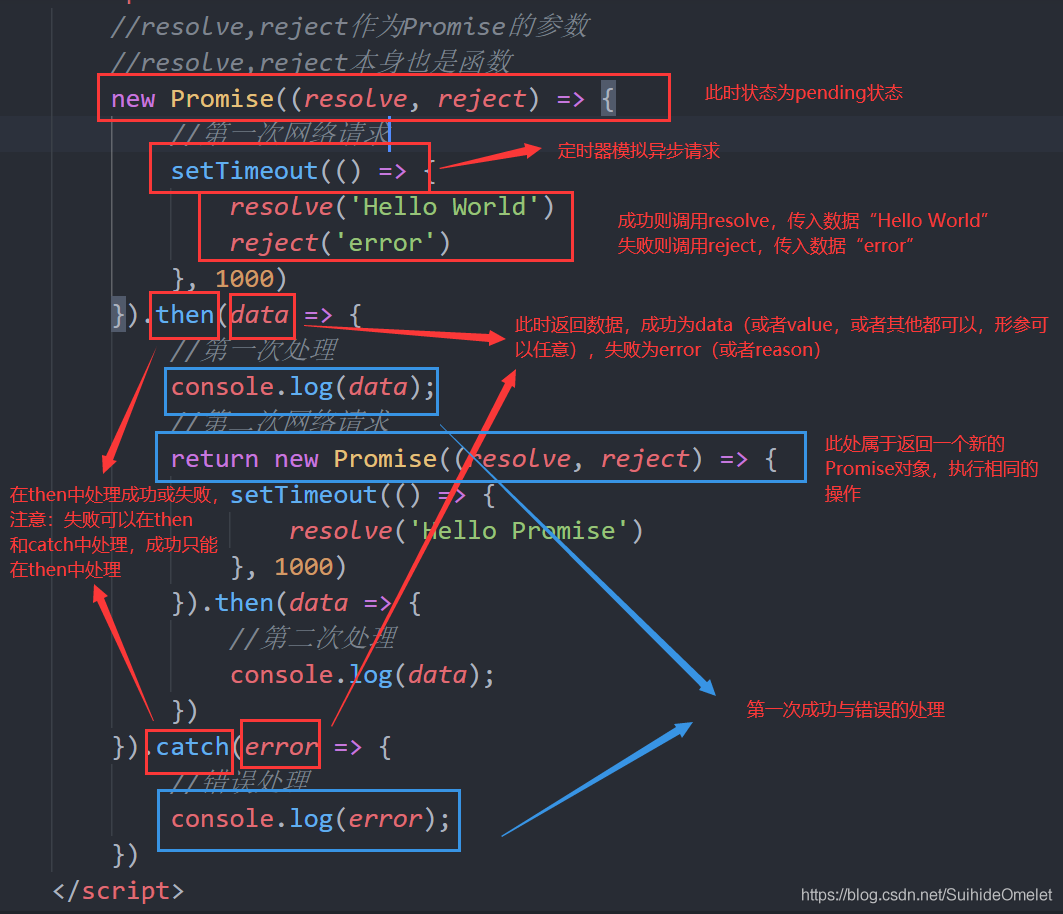 //resolve,reject作为Promise的参数
//resolve,reject本身也是函数
new Promise((resolve, reject) => {
此时状态为pending状态
//第一次网络请求
setTimeout(() => {
定时器模拟异步请求
resolve('Hello World')
reject('error')
成功则调用resolve，传入数据“Hello World”
失败则调用reject，传入数据“error”
}, 1000)
}).then(data => {
此时返回数据，成功为data（或者value，或者其他都可以，形参可
以任意），失败为error（或者reason）
//第一次处理
console.log(data);
//第二次网络请求
return new Promise((resolve, reject) => {
此处属于返回一个新的
Promise对象，执行相同的
操作
在then中处理成功或失败，
注意：失败可以在then
和catch中处理，成功只能
在then中处理
setTimeout(() => {
resolve('Hello Promise')
}, 1000)
}).then(data => {
//第二次处理
console.log(data);
})
第一次成功与错误的处理
}).catch(error => {
//错误处理
console.log(error);
})
</script>
https://blog.csdn.net/SuihideOmelet